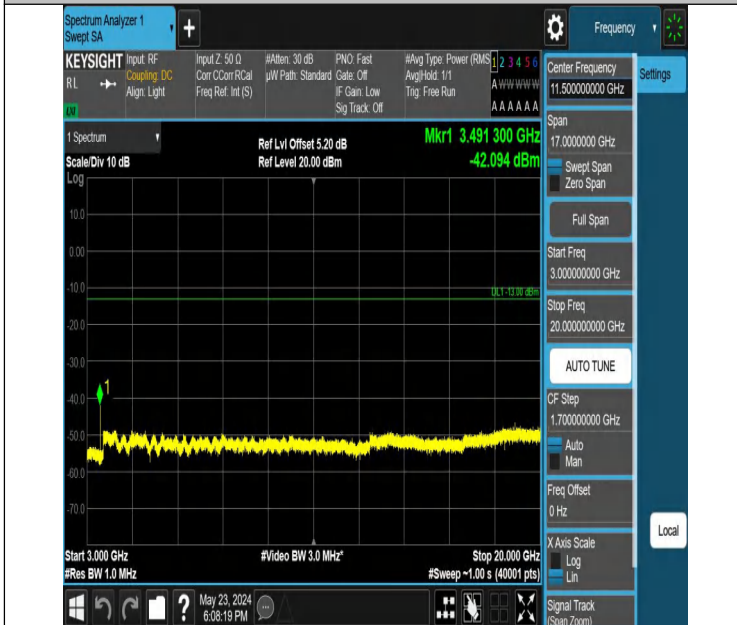 Spectrum Analyzer 1
Swept SA
Frequency
KEYSIGHT
RL
Input: RF
Coupling: DC
Align: Light
Input Z: 50 Ω
Corr CCorr RCal
Freq Ref: Int (S)
#Atten: 30 dB
µW Path: Standard
PNO: Fast
Gate: Off
IF Gain: Low
Sig Track: Off
#Avg Type: Power (RMS
Avg|Hold: 1/1
Trig: Free Run
1 2 3 4 5 6
A W W W W W
A A A A A A
1 Spectrum
Scale/Div 10 dB
Log
Ref Lvl Offset 5.20 dB
Ref Level 20.00 dBm
Mkr1 3.491 300 GHz
-42.094 dBm
10.0
0.00
-10.0
DL1 -13.00 dBm
-20.0
-30.0
1
-40.0
-50.0
-60.0
-70.0
Start 3.000 GHz
#Res BW 1.0 MHz
#Video BW 3.0 MHz*
Stop 20.000 GHz
#Sweep ~1.00 s (40001 pts)
May 23, 2024
6:08:19 PM
Center Frequency
11.500000000 GHz
Settings
Span
17.0000000 GHz
Swept Span
Zero Span
Full Span
Start Freq
3.000000000 GHz
Stop Freq
20.000000000 GHz
AUTO TUNE
CF Step
1.700000000 GHz
Auto
Man
Freq Offset
0 Hz
X Axis Scale
Log
Lin
Local
Signal Track
(Span Zoom)